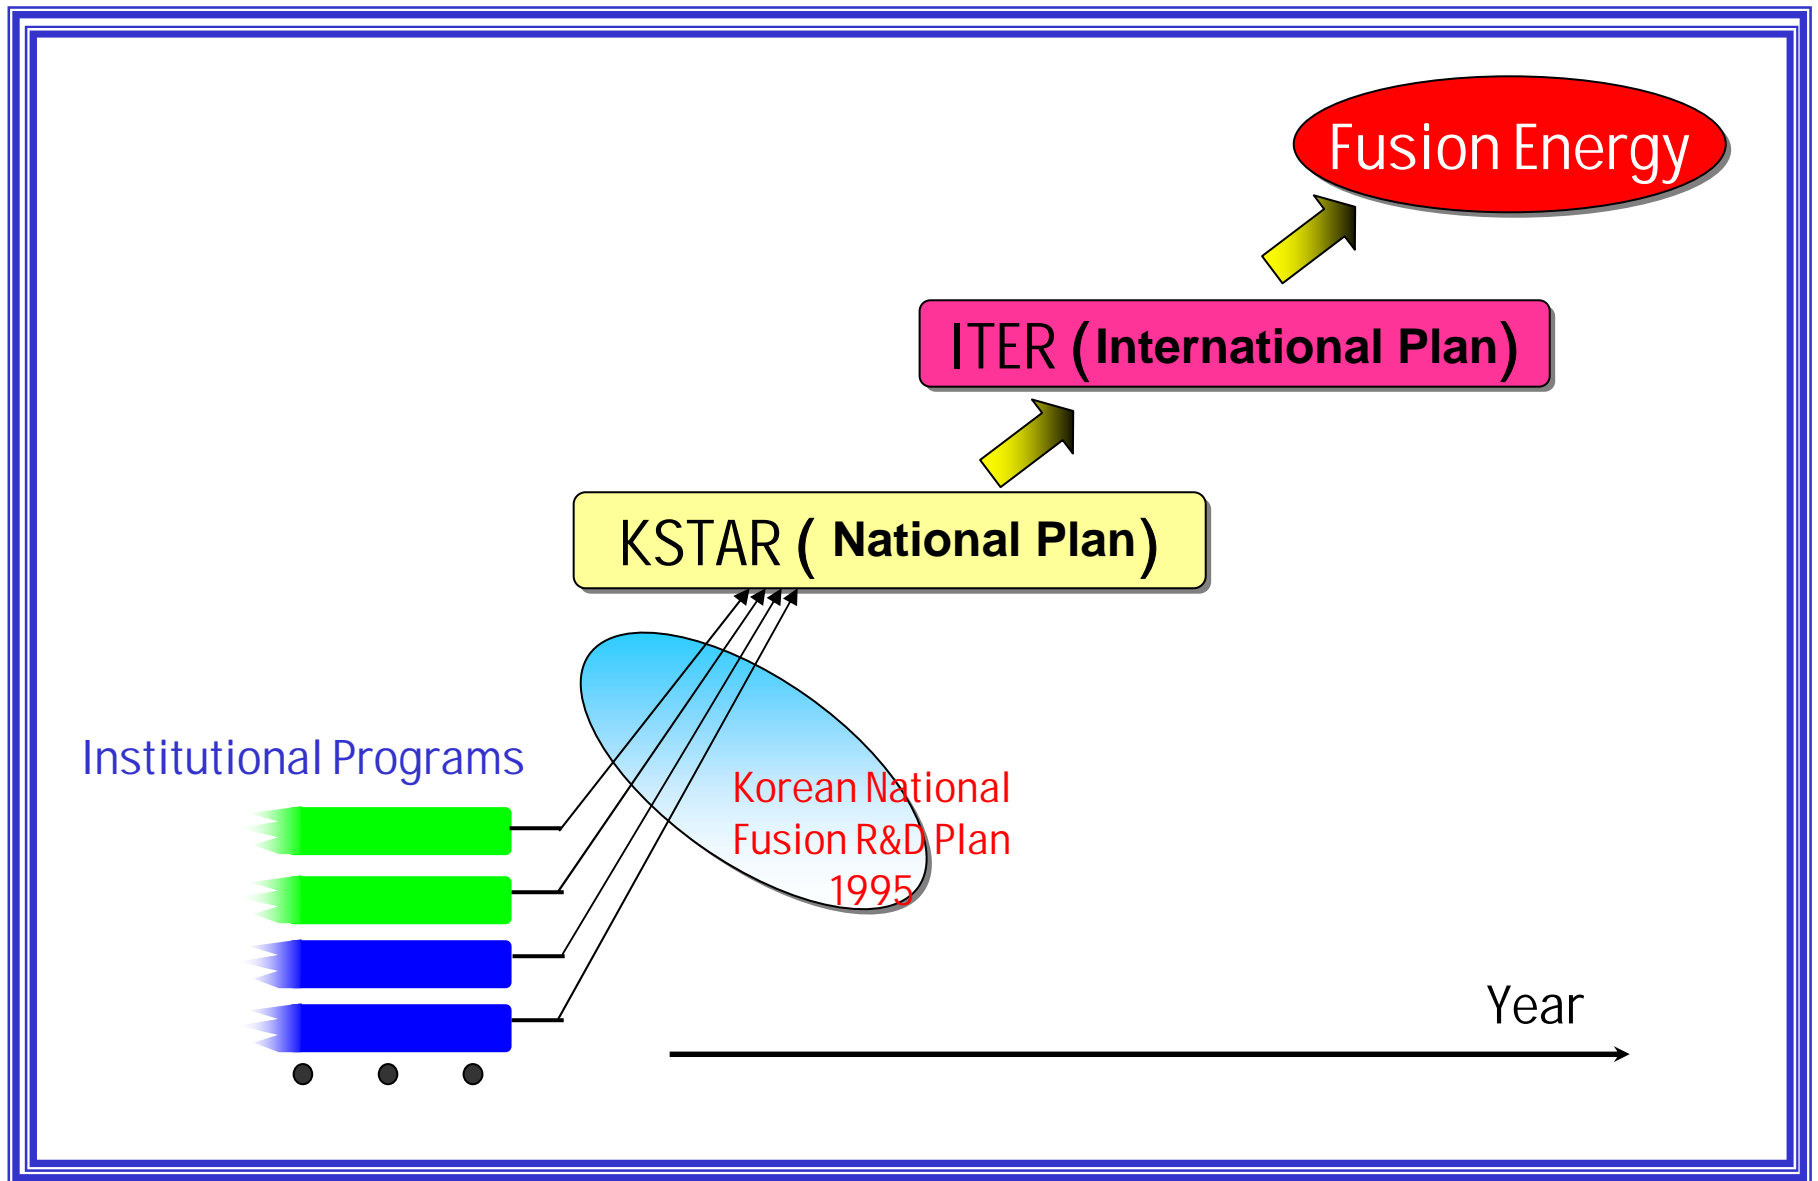 Fusion Energy
ITER (International Plan)
KSTAR ( National Plan)
Institutional Programs
Korean National
Fusion R&D Plan
1995
Year